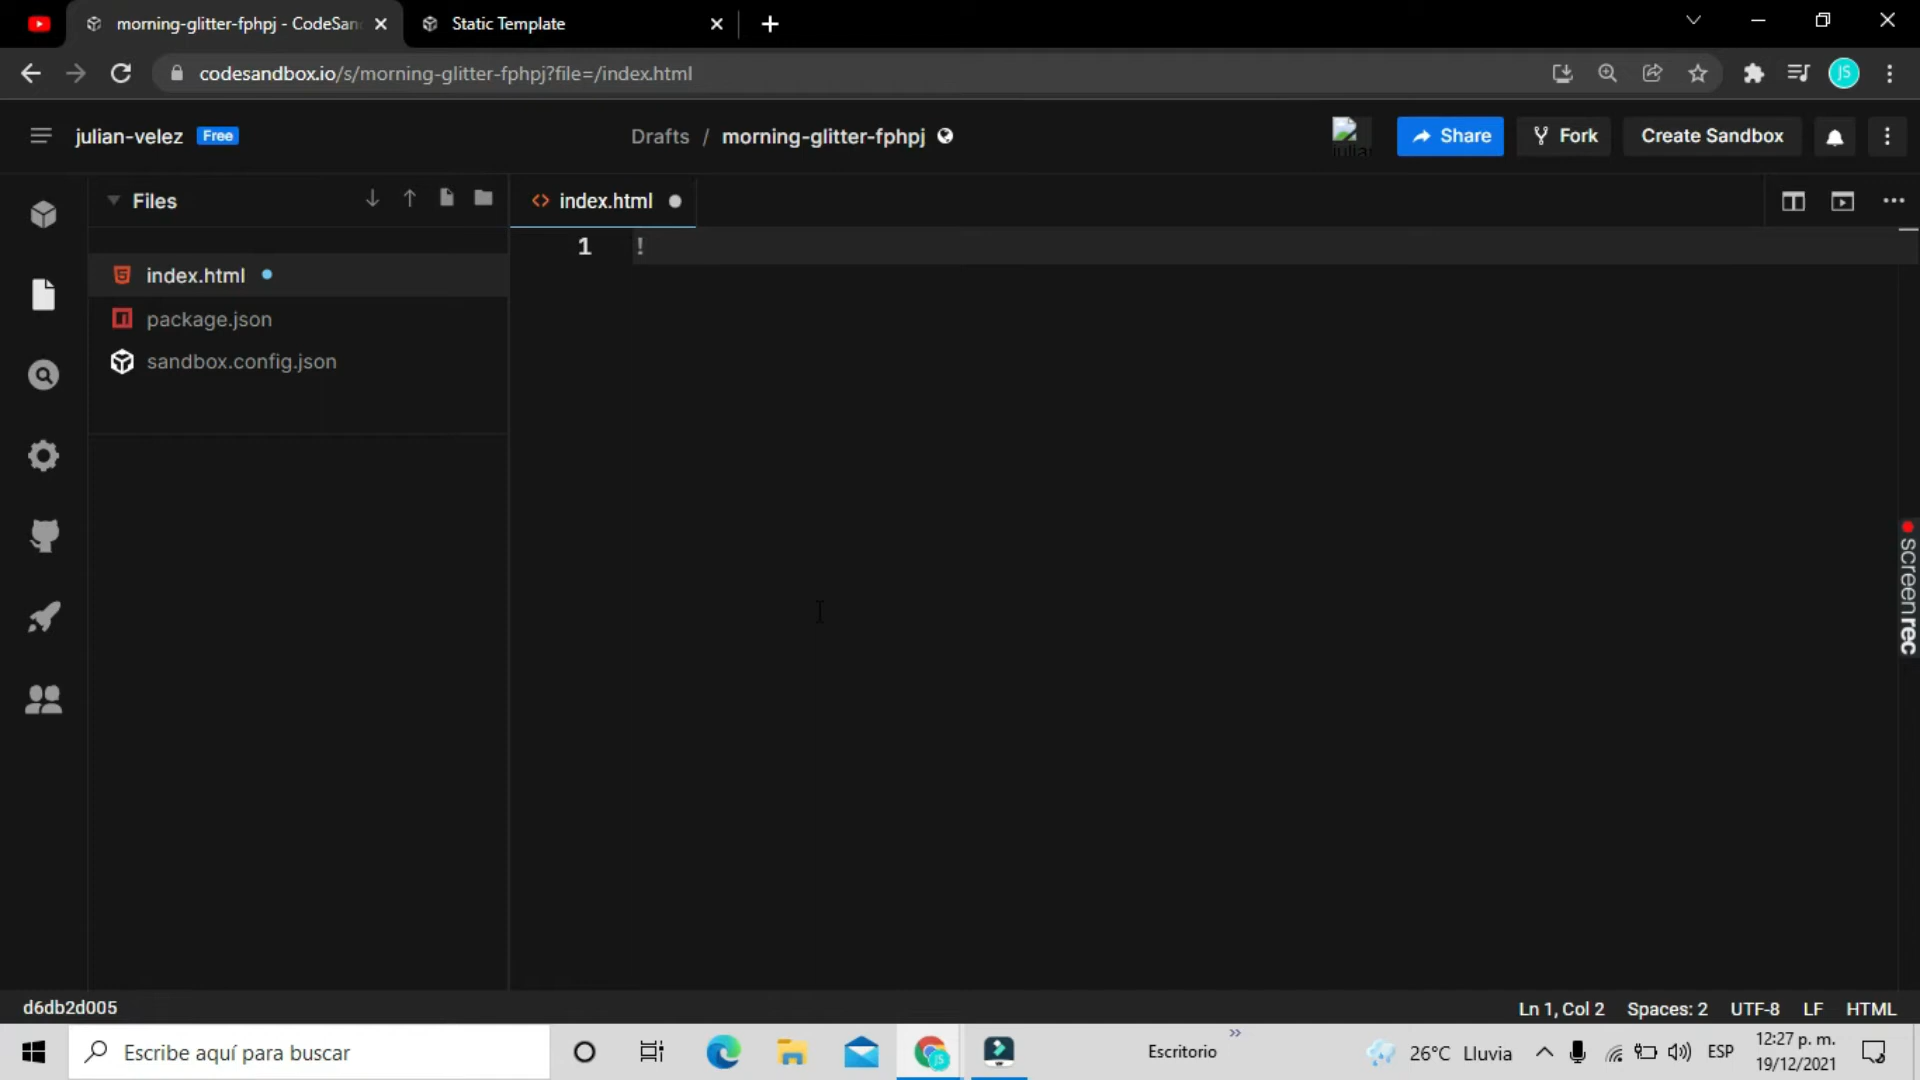 morning-glitter-fphpj - CodeSan
Static Template
codesandbox.io/s/morning-glitter-fphpj?file=/index.html
JS
julian-velez Free
Drafts / morning-glitter-fphpj
julia
Share
Fork
Create Sandbox
Files
index.html
index.html
package.json
sandbox.config.json
1 !
screenrec
d6db2d005
Ln 1, Col 2 Spaces: 2 UTF-8 LF HTML
Escribe aquí para buscar
JS
Escritorio
26°C Lluvia
ESP
12:27 p. m.
19/12/2021